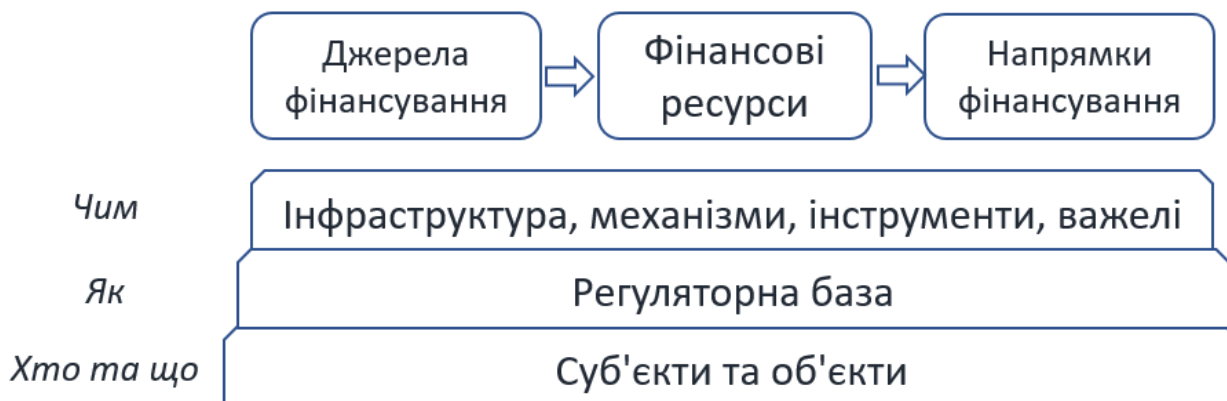 Джерела
фінансування
Фінансові
ресурси
Напрямки
фінансування
Чим
Інфраструктура, механізми, інструменти, важелі
Як
Регуляторна база
Хто та що
Суб'єкти та об'єкти